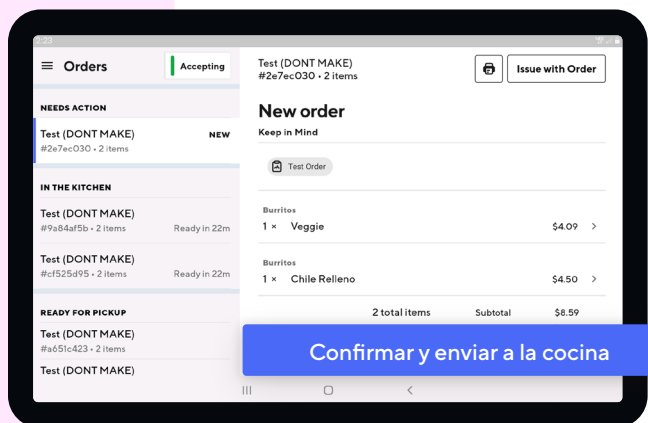 2:23
Orders
Accepting
NEEDS ACTION
Test (DONT MAKE) NEW
#2e7ec030 • 2 items
IN THE KITCHEN
Test (DONT MAKE)
#9a84af5b • 2 items Ready in 22m
Test (DONT MAKE)
#cf525d95 • 2 items Ready in 22m
READY FOR PICKUP
Test (DONT MAKE)
#a651c423 • 2 items
Test (DONT MAKE)
Test (DONT MAKE)
#2e7ec030 • 2 items
Issue with Order
New order
Keep in Mind
Test Order
Burritos
1 × Veggie $4.09
Burritos
1 × Chile Relleno $4.50
2 total items Subtotal $8.59
Confirmar y enviar a la cocina